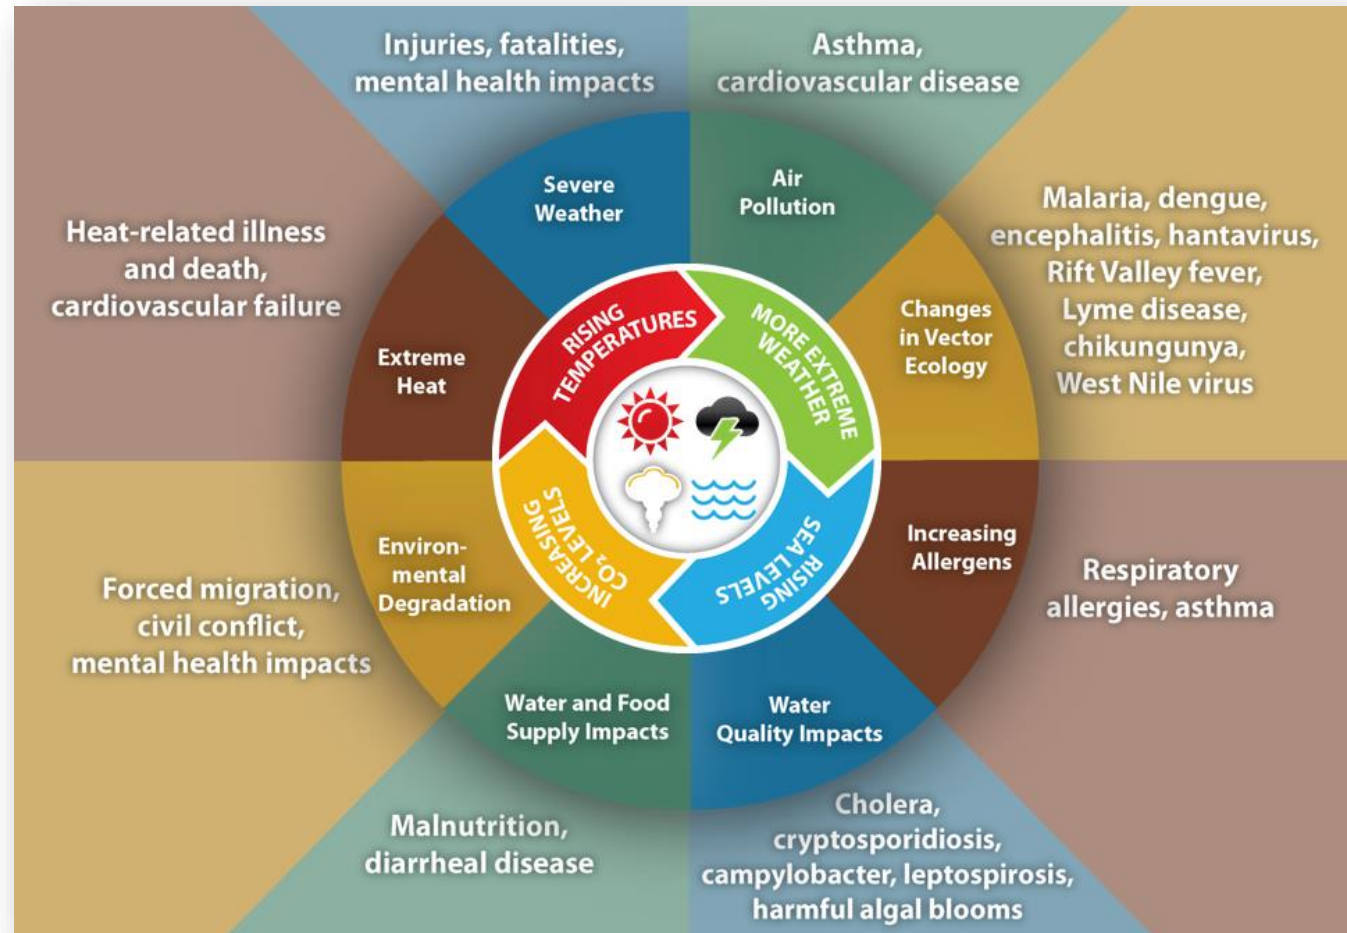 Injuries, fatalities,
mental health impacts
Asthma,
cardiovascular disease
Severe
Weather
Air
Pollution
Heat-related illness
and death,
cardiovascular failure
Malaria, dengue,
encephalitis, hantavirus,
Rift Valley fever,
Lyme disease,
chikungunya,
West Nile virus
Extreme
Heat
RISING
TEMPERATURES
MORE EXTREME
WEATHER
Changes
in Vector
Ecology
Environ-
mental
Degradation
INCREASING
CO₂ LEVELS
RISING
SEA LEVELS
Increasing
Allergens
Forced migration,
civil conflict,
mental health impacts
Respiratory
allergies, asthma
Water and Food
Supply Impacts
Water
Quality Impacts
Malnutrition,
diarrheal disease
Cholera,
cryptosporidiosis,
campylobacter, leptospirosis,
harmful algal blooms